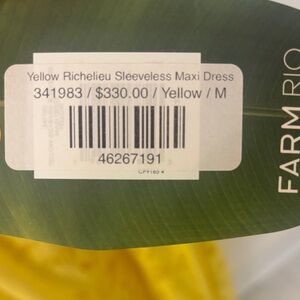 Yellow Richelieu Sleeveless Maxi Dress
341983 / $330.00 / Yellow / M
46267191
FARM RIO